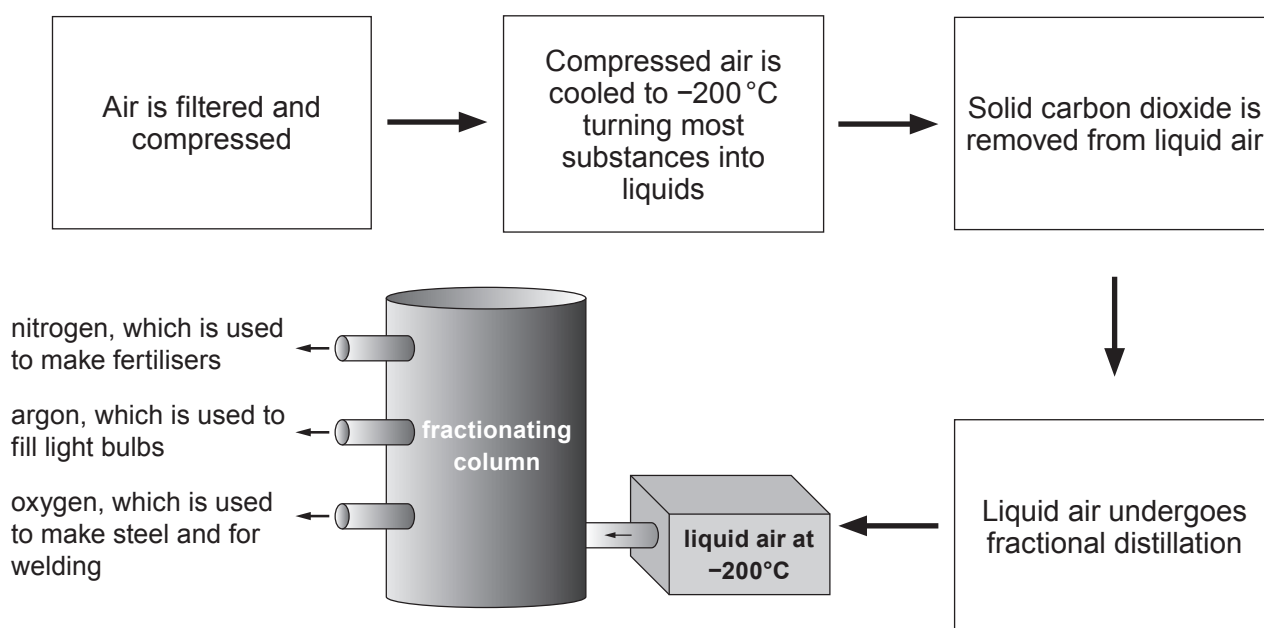 Air is filtered and
compressed
Compressed air is
cooled to −200 °C
turning most
substances into
liquids
Solid carbon dioxide is
removed from liquid air
Liquid air undergoes
fractional distillation
liquid air at
−200°C
fractionating
column
nitrogen, which is used
to make fertilisers
argon, which is used to
fill light bulbs
oxygen, which is used
to make steel and for
welding